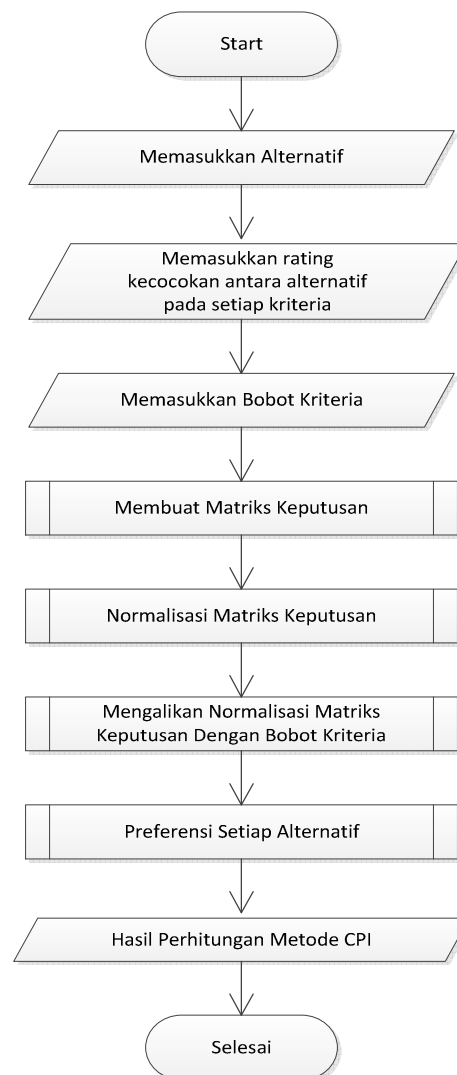 Start
Memasukkan Alternatif
Memasukkan rating
kecocokan antara alternatif
pada setiap kriteria
Memasukkan Bobot Kriteria
Membuat Matriks Keputusan
Normalisasi Matriks Keputusan
Mengalikan Normalisasi Matriks
Keputusan Dengan Bobot Kriteria
Preferensi Setiap Alternatif
Hasil Perhitungan Metode CPI
Selesai